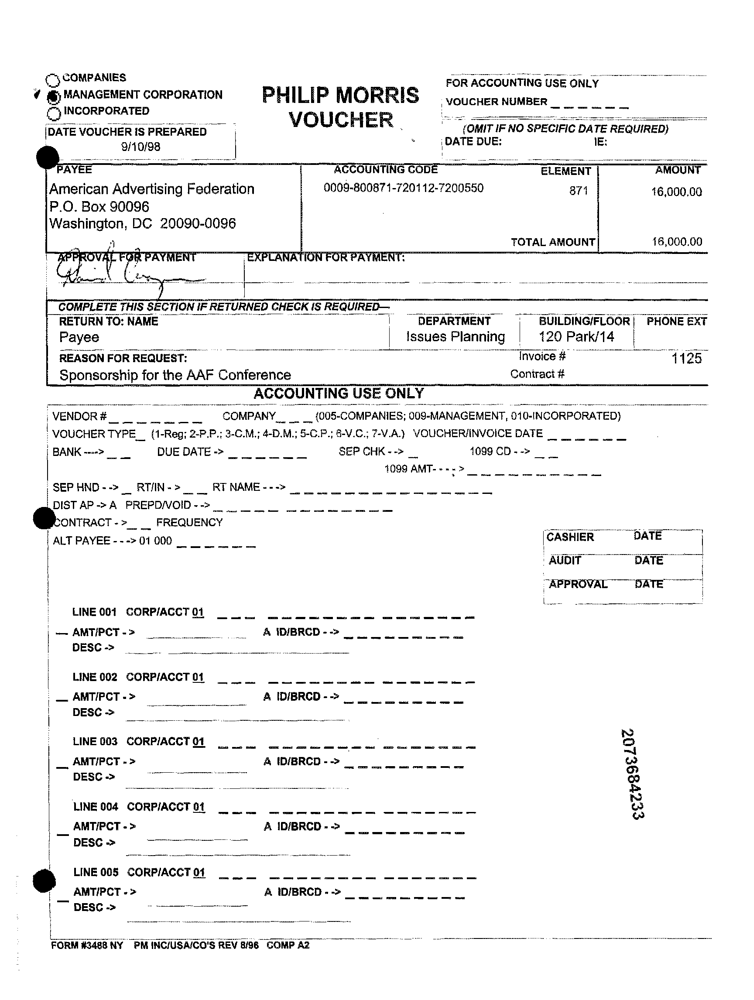 COMPANIES
MANAGEMENT CORPORATION
INCORPORATED
PHILIP MORRIS
VOUCHER
FOR ACCOUNTING USE ONLY
VOUCHER NUMBER _ _ _ _ _ _
(OMIT IF NO SPECIFIC DATE REQUIRED)
DATE DUE: IE:
DATE VOUCHER IS PREPARED
9/10/98
PAYEE ACCOUNTING CODE ELEMENT AMOUNT
American Advertising Federation 0009-800871-720112-7200550 871 16,000.00
P.O. Box 90096
Washington, DC 20090-0096
TOTAL AMOUNT 16,000.00
APPROVAL FOR PAYMENT EXPLANATION FOR PAYMENT:
COMPLETE THIS SECTION IF RETURNED CHECK IS REQUIRED
RETURN TO: NAME DEPARTMENT BUILDING/FLOOR PHONE EXT
Payee Issues Planning 120 Park/14
REASON FOR REQUEST: Invoice # 1125
Sponsorship for the AAF Conference Contract #
ACCOUNTING USE ONLY
VENDOR # _ _ _ _ _ _ _ COMPANY _ _ _ (005-COMPANIES; 009-MANAGEMENT, 010-INCORPORATED)
VOUCHER TYPE_ (1-Reg; 2-P.P.; 3-C.M.; 4-D.M.; 5-C.P.; 6-V.C.; 7-V.A.) VOUCHER/INVOICE DATE _ _ _ _ _ _
BANK ----> _ _ DUE DATE -> _ _ _ _ _ _ SEP CHK --> _ 1099 CD --> _ _
1099 AMT----> _ _ _ _ _ _ _ _ _
SEP HND --> _ RT/IN -> _ _ RT NAME ---> _ _ _ _ _ _ _ _ _ _ _ _ _
DIST AP -> A PREPD/VOID --> _ _ _ _ _ _ _ _ _ _ _
CONTRACT ->_ _ FREQUENCY
ALT PAYEE ---> 01 000 _ _ _ _ _
CASHIER DATE
AUDIT DATE
APPROVAL DATE
LINE 001 CORP/ACCT 01 _ _ _ _ _ _ _ _ _ _ _ _ _ _
AMT/PCT -> A ID/BRCD --> _ _ _ _ _ _ _ _
DESC ->
LINE 002 CORP/ACCT 01 _ _ _ _ _ _ _ _ _ _ _ _ _ _
AMT/PCT -> A ID/BRCD --> _ _ _ _ _ _ _ _
DESC ->
LINE 003 CORP/ACCT 01 _ _ _ _ _ _ _ _ _ _ _ _ _ _
AMT/PCT -> A ID/BRCD --> _ _ _ _ _ _ _ _
DESC ->
LINE 004 CORP/ACCT 01 _ _ _ _ _ _ _ _ _ _ _ _ _ _
AMT/PCT -> A ID/BRCD --> _ _ _ _ _ _ _ _
DESC ->
LINE 005 CORP/ACCT 01 _ _ _ _ _ _ _ _ _ _ _ _ _ _
AMT/PCT -> A ID/BRCD --> _ _ _ _ _ _ _ _
DESC ->
2073684233
FORM #3488 NY PM INC/USA/CO'S REV 8/96 COMP A2